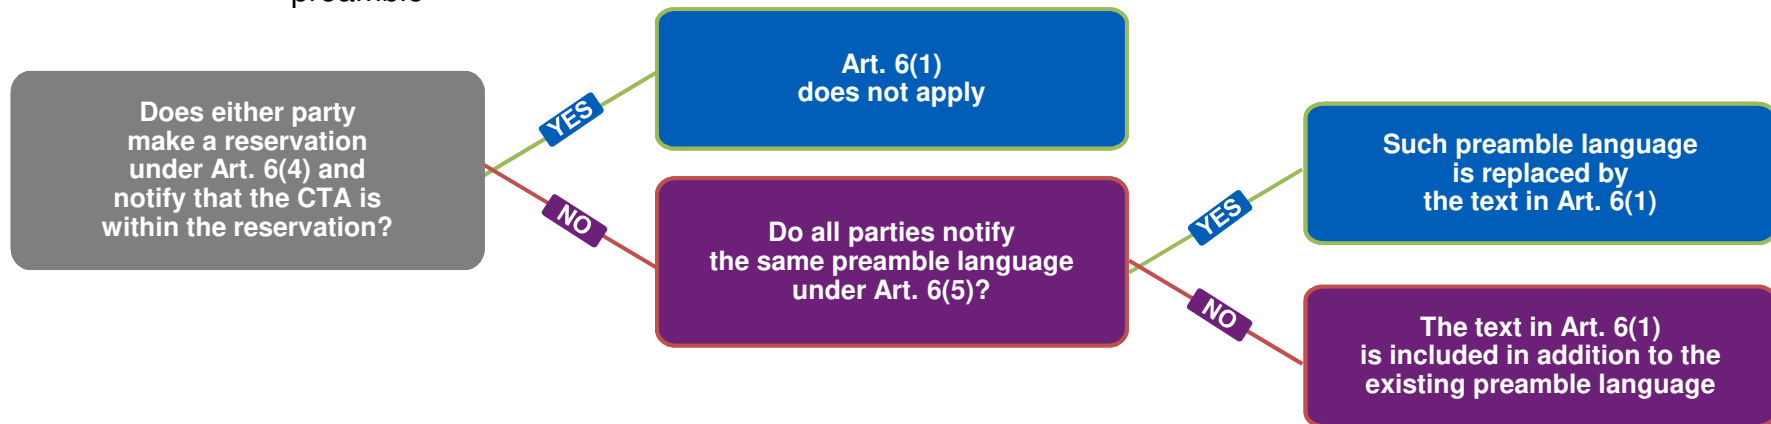 preamble
Does either party
make a reservation
under Art. 6(4) and
notify that the CTA is
within the reservation?
YES
NO
Art. 6(1)
does not apply
Do all parties notify
the same preamble language
under Art. 6(5)?
YES
NO
Such preamble language
is replaced by
the text in Art. 6(1)
The text in Art. 6(1)
is included in addition to the
existing preamble language